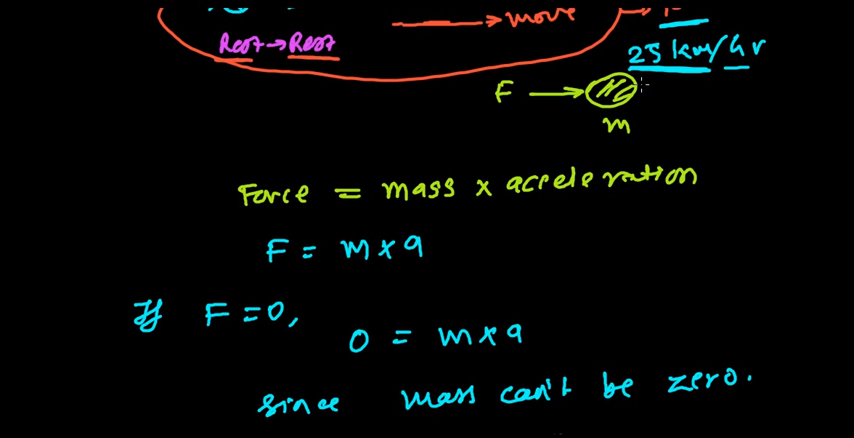 → move
Rest → Rest
25 km/hr
F →
m
Force = mass x acceleration
F = m x a
If F = 0,
0 = m x a
since mass can't be zero.